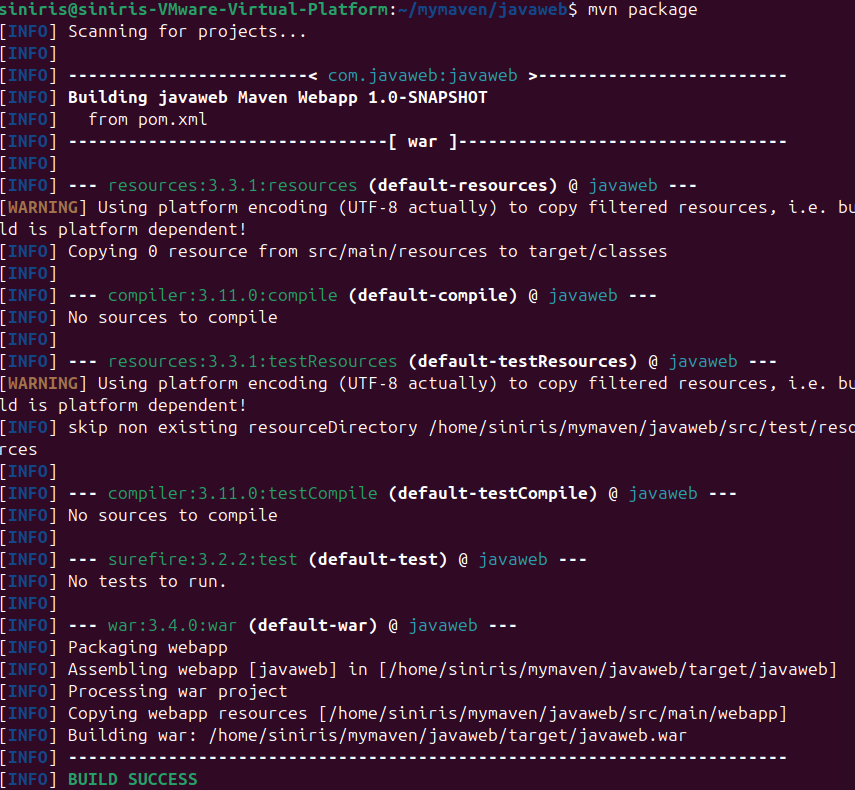 siniris@siniris-VMware-Virtual-Platform:~/mymaven/javaweb$ mvn package
[INFO] Scanning for projects...
[INFO]
[INFO] ------------------------< com.javaweb:javaweb >-------------------------
[INFO] Building javaweb Maven Webapp 1.0-SNAPSHOT
[INFO]   from pom.xml
[INFO] --------------------------------[ war ]---------------------------------
[INFO]
[INFO] --- resources:3.3.1:resources (default-resources) @ javaweb ---
[WARNING] Using platform encoding (UTF-8 actually) to copy filtered resources, i.e. bu
ld is platform dependent!
[INFO] Copying 0 resource from src/main/resources to target/classes
[INFO]
[INFO] --- compiler:3.11.0:compile (default-compile) @ javaweb ---
[INFO] No sources to compile
[INFO]
[INFO] --- resources:3.3.1:testResources (default-testResources) @ javaweb ---
[WARNING] Using platform encoding (UTF-8 actually) to copy filtered resources, i.e. bu
ld is platform dependent!
[INFO] skip non existing resourceDirectory /home/siniris/mymaven/javaweb/src/test/reso
rces
[INFO]
[INFO] --- compiler:3.11.0:testCompile (default-testCompile) @ javaweb ---
[INFO] No sources to compile
[INFO]
[INFO] --- surefire:3.2.2:test (default-test) @ javaweb ---
[INFO] No tests to run.
[INFO]
[INFO] --- war:3.4.0:war (default-war) @ javaweb ---
[INFO] Packaging webapp
[INFO] Assembling webapp [javaweb] in [/home/siniris/mymaven/javaweb/target/javaweb]
[INFO] Processing war project
[INFO] Copying webapp resources [/home/siniris/mymaven/javaweb/src/main/webapp]
[INFO] Building war: /home/siniris/mymaven/javaweb/target/javaweb.war
[INFO] ------------------------------------------------------------------------
[INFO] BUILD SUCCESS